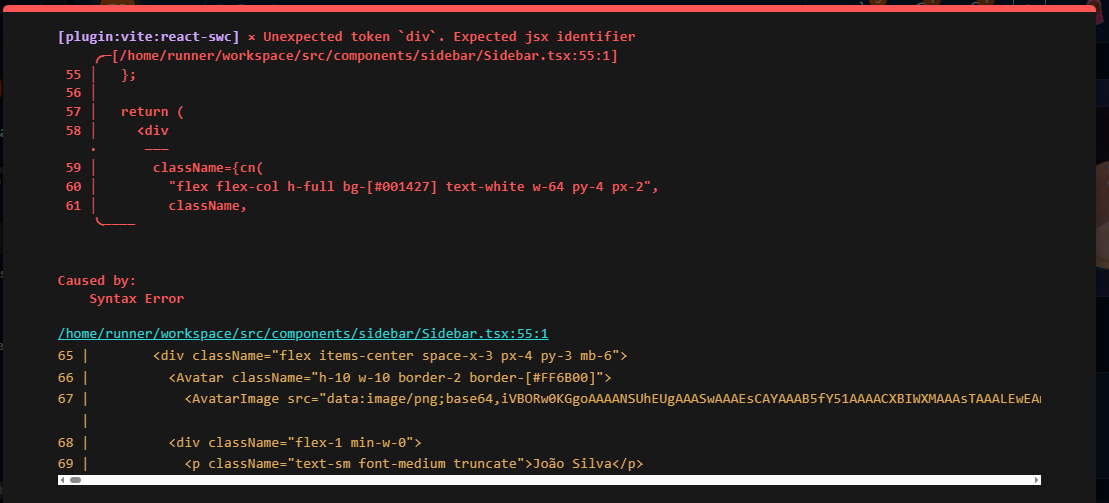 [plugin:vite:react-swc] × Unexpected token `div`. Expected jsx identifier
╭─[/home/runner/workspace/src/components/sidebar/Sidebar.tsx:55:1]
55 │   };
56 │
57 │   return (
58 │     <div
·      ───
59 │       className={cn(
60 │         "flex flex-col h-full bg-[#001427] text-white w-64 py-4 px-2",
61 │         className,
╰────
Caused by:
Syntax Error
/home/runner/workspace/src/components/sidebar/Sidebar.tsx:55:1
65 |        <div className="flex items-center space-x-3 px-4 py-3 mb-6">
66 |          <Avatar className="h-10 w-10 border-2 border-[#FF6B00]">
67 |            <AvatarImage src="data:image/png;base64,iVBORw0KGgoAAAANSUhEUgAAASwAAAEsCAYAAAB5fY51AAAACXBIWXMAAAsTAAALEwEA
|
68 |          <div className="flex-1 min-w-0">
69 |            <p className="text-sm font-medium truncate">João Silva</p>